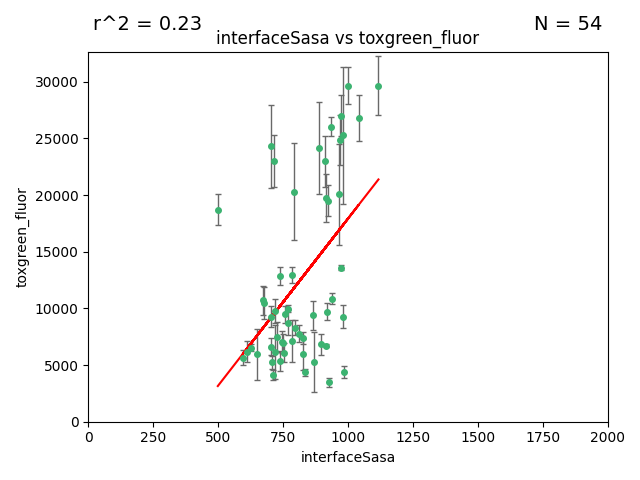 r^2 = 0.23
N = 54
interfaceSasa vs toxgreen_fluor
30000
25000
20000
15000
10000
5000
0
toxgreen_fluor
0 250 500 750 1000 1250 1500 1750 2000
interfaceSasa